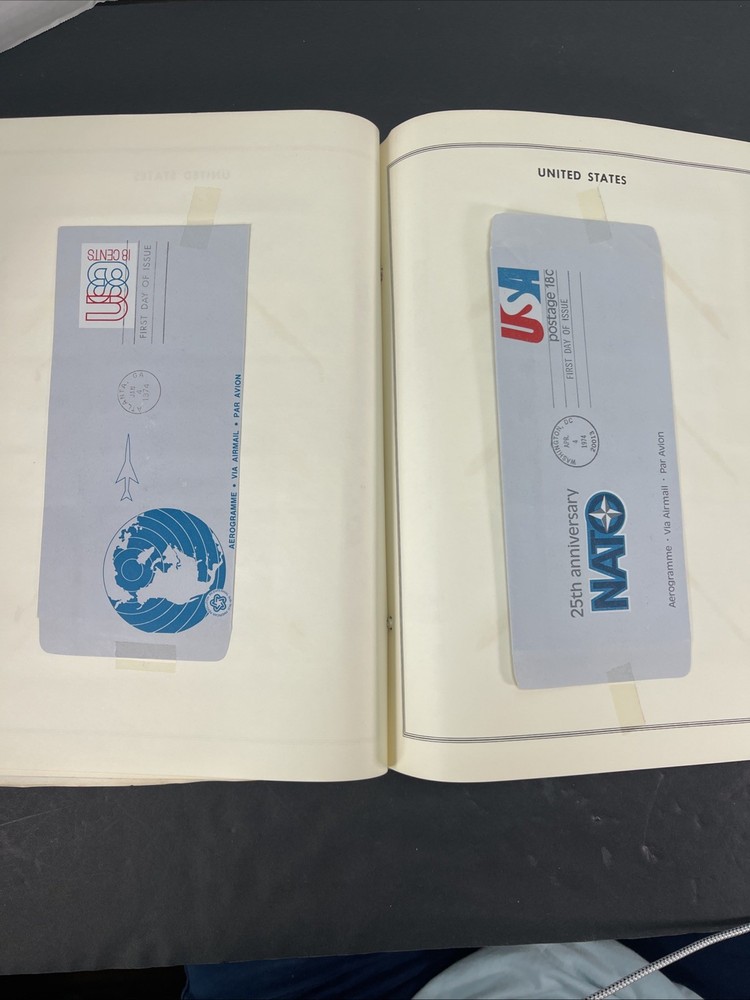 USA
18 CENTS
FIRST DAY OF ISSUE
1974
AEROGRAMME • VIA AIRMAIL • PAR AVION
UNITED STATES
USA
postage 18c
FIRST DAY OF ISSUE
WASHINGTON, DC
APR
4
1974
20013
25th anniversary
NATO
Aerogramme · Via Airmail · Par Avion